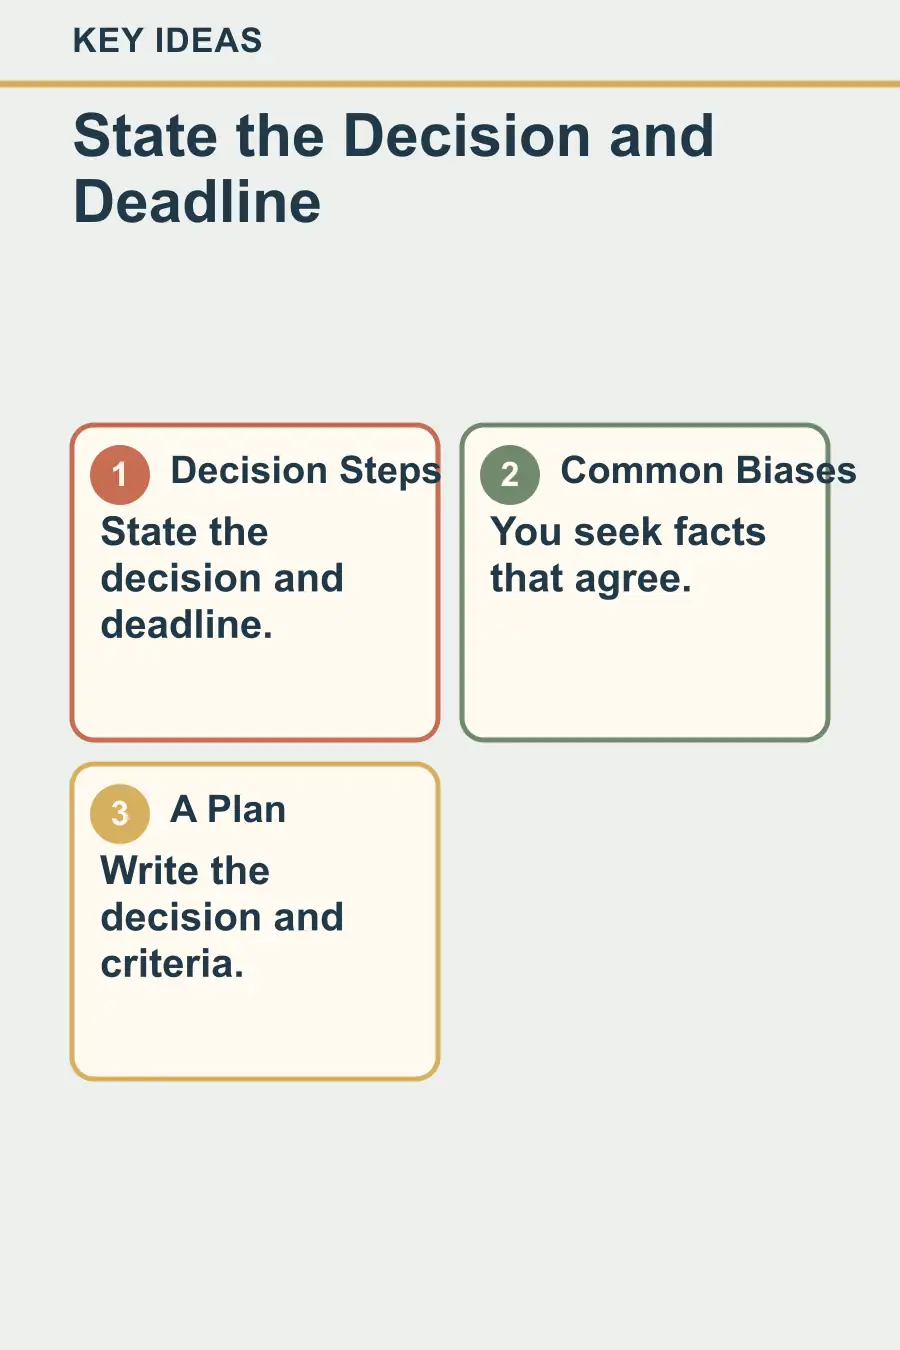 KEY IDEAS
State the Decision and
Deadline
1
Decision Steps
State the
decision and
deadline.
2
Common Biases
You seek facts
that agree.
3
A Plan
Write the
decision and
criteria.